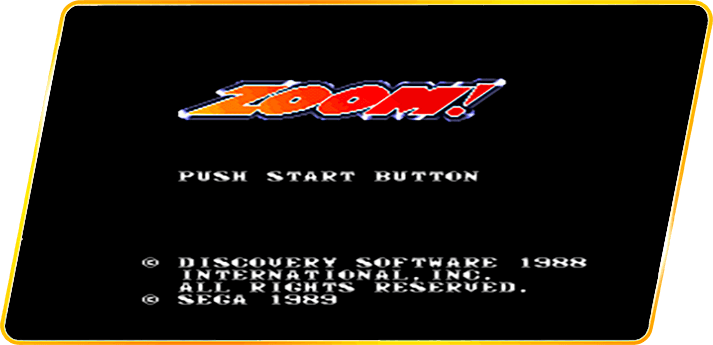 ZOOM!
PUSH START BUTTON
© DISCOVERY SOFTWARE 1988
INTERNATIONAL, INC.
ALL RIGHTS RESERVED.
© SEGA 1989